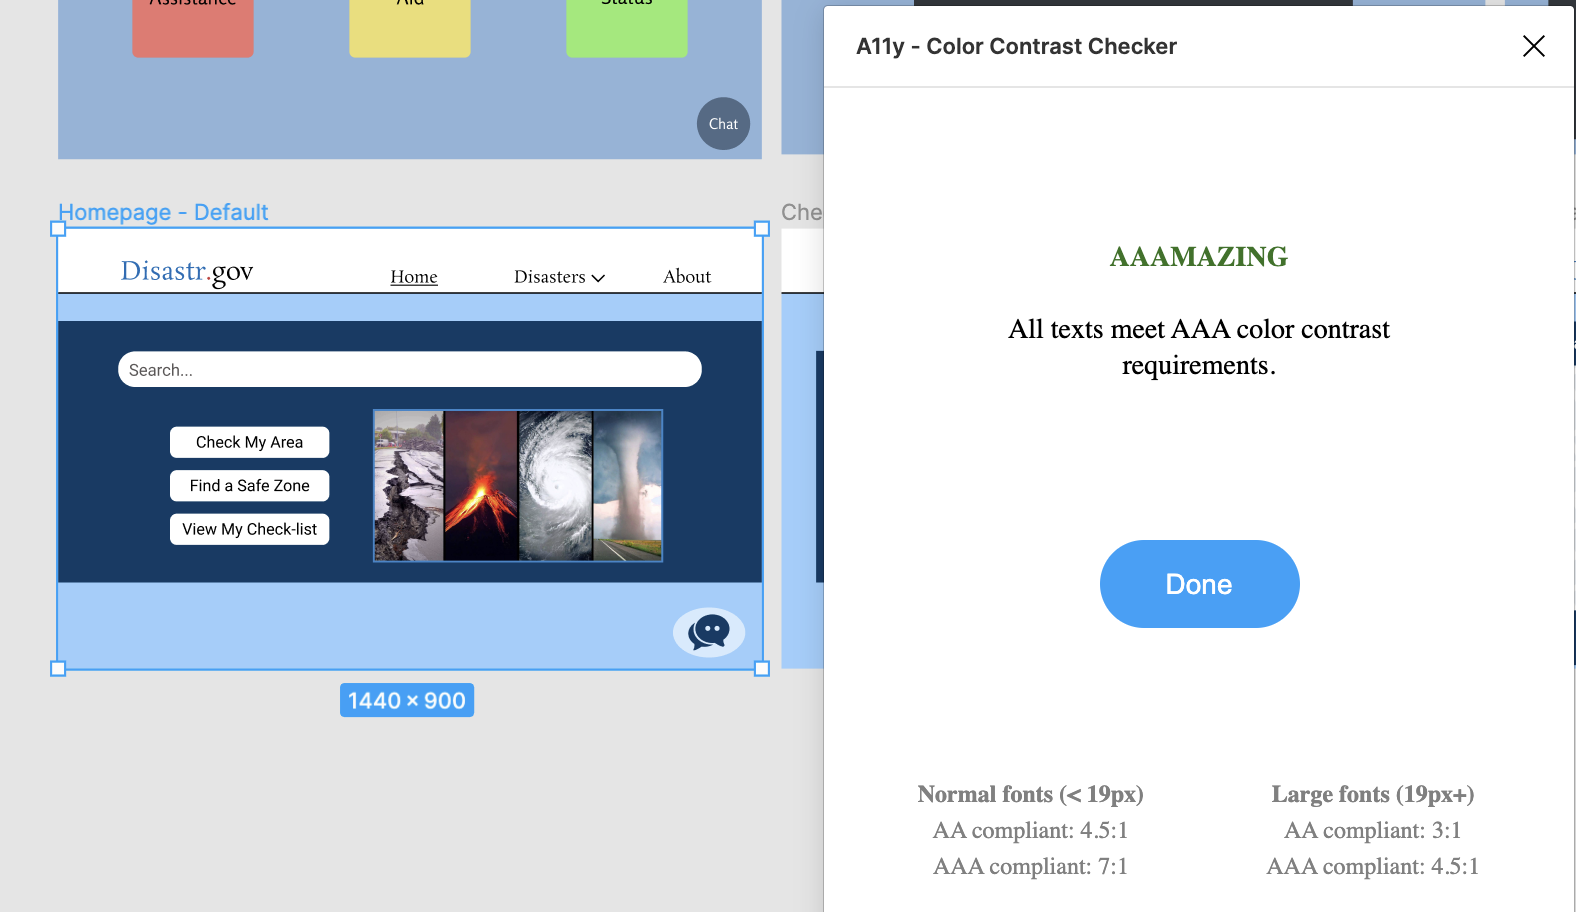 Assistance
Aid
Status
Chat
Homepage - Default
Disastr.gov
Home
Disasters
About
Search...
Check My Area
Find a Safe Zone
View My Check-list
1440 × 900
Che
A11y - Color Contrast Checker
AAAMAZING
All texts meet AAA color contrast
requirements.
Done
Normal fonts (< 19px)
AA compliant: 4.5:1
AAA compliant: 7:1
Large fonts (19px+)
AA compliant: 3:1
AAA compliant: 4.5:1